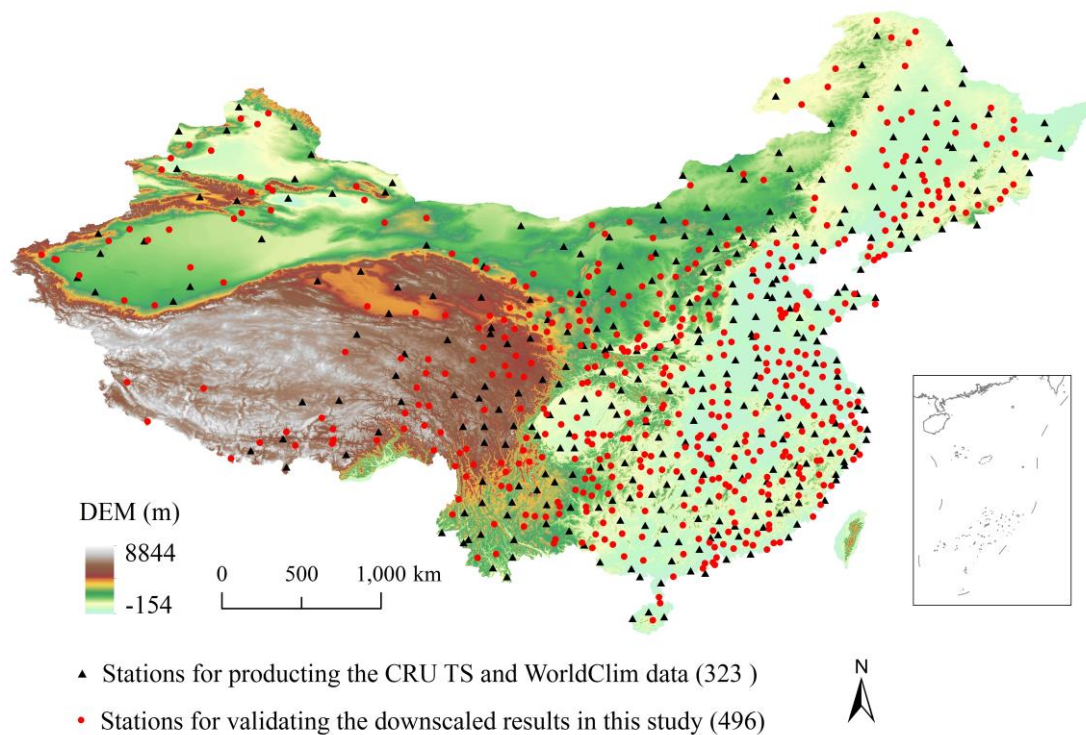 DEM (m)
8844
-154
0 500 1,000 km
Stations for producting the CRU TS and WorldClim data (323 )
N
Stations for validating the downscaled results in this study (496)